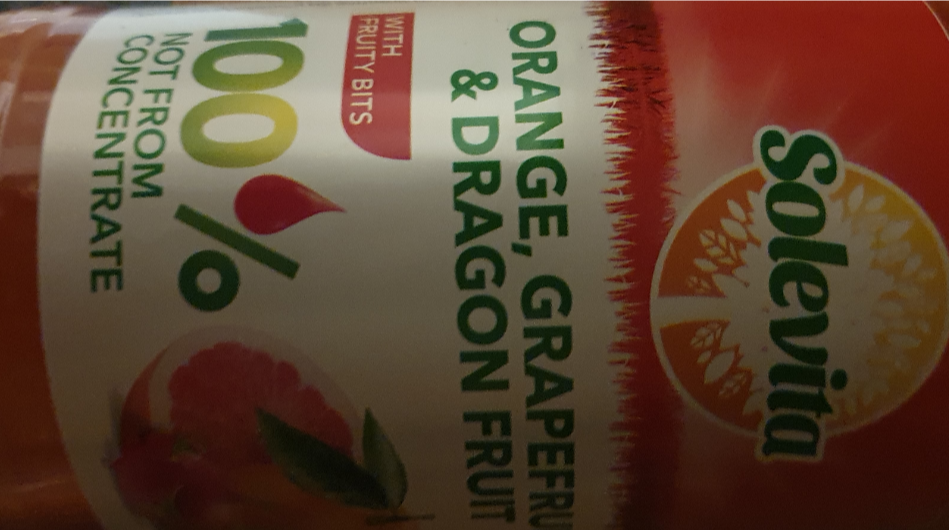 Solevita
ORANGE, GRAPEFRU
& DRAGON FRUIT
WITH
FRUITY BITS
100%
NOT FROM
CONCENTRATE